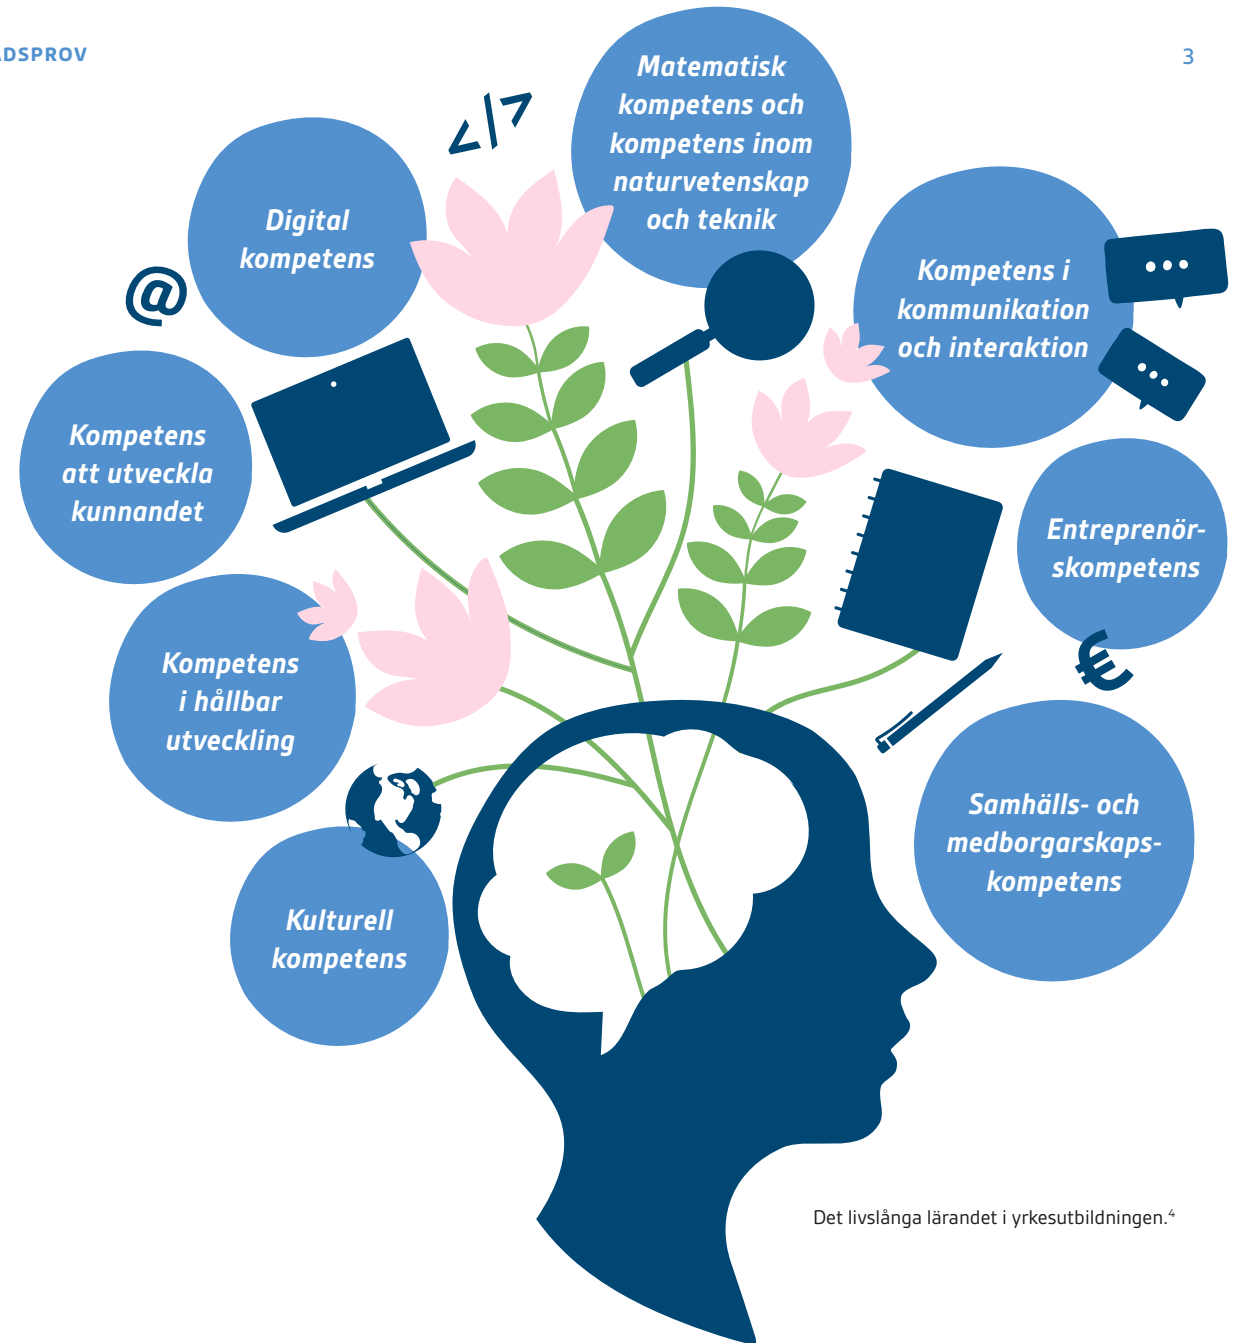 ADSPROV
3
Matematisk
kompetens och
kompetens inom
naturvetenskap
och teknik
</>
Digital
kompetens
@
Kompetens i
kommunikation
och interaktion
Kompetens
att utveckla
kunnandet
Entreprenör-
skompetens
€
Kompetens
i hållbar
utveckling
Samhälls- och
medborgarskaps-
kompetens
Kulturell
kompetens
Det livslånga lärandet i yrkesutbildningen.⁴